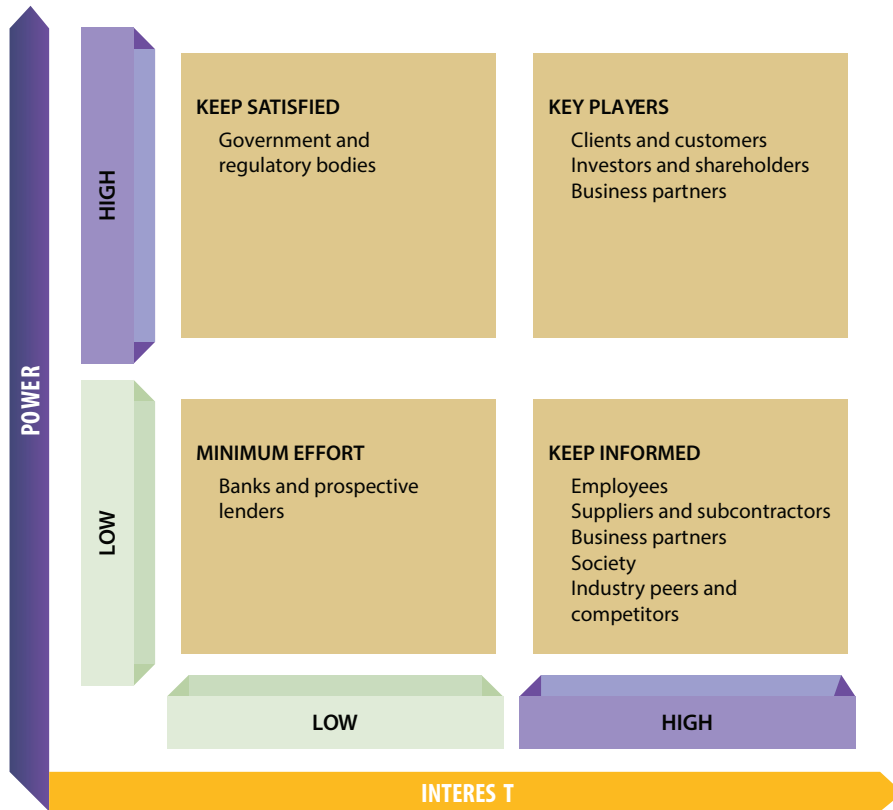 POWER
HIGH
KEEP SATISFIED
Government and
regulatory bodies
KEY PLAYERS
Clients and customers
Investors and shareholders
Business partners
LOW
MINIMUM EFFORT
Banks and prospective
lenders
KEEP INFORMED
Employees
Suppliers and subcontractors
Business partners
Society
Industry peers and
competitors
LOW
HIGH
INTERES T